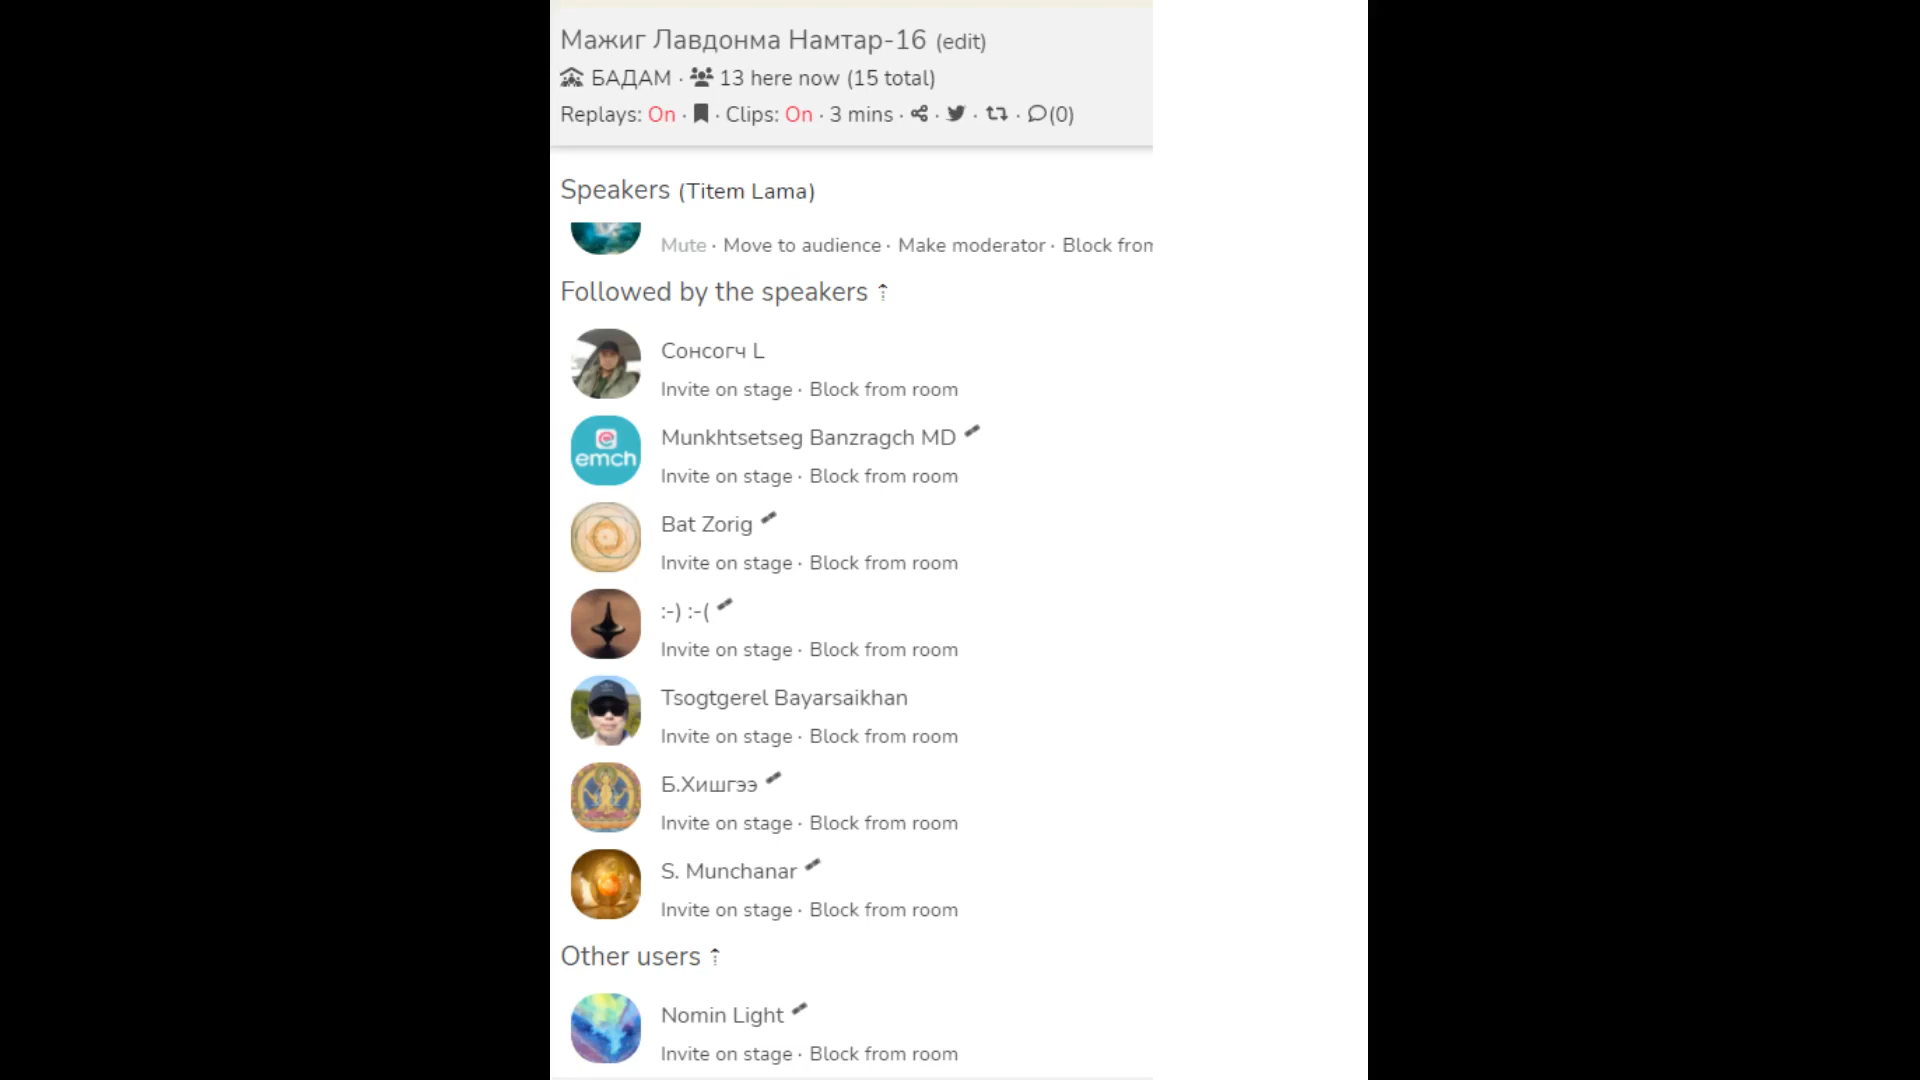 Мажиг Лавдонма Намтар-16 (edit)
БАДАМ · 13 here now (15 total)
Replays: On · · Clips: On · 3 mins · · · · (0)
Speakers (Titem Lama)
Mute · Move to audience · Make moderator · Block from
Followed by the speakers ⇡
Сонсогч L
Invite on stage · Block from room
emch
Munkhtsetseg Banzragch MD
Invite on stage · Block from room
Bat Zorig
Invite on stage · Block from room
:-) :-(
Invite on stage · Block from room
Tsogtgerel Bayarsaikhan
Invite on stage · Block from room
Б.Хишгээ
Invite on stage · Block from room
S. Munchanar
Invite on stage · Block from room
Other users ⇡
Nomin Light
Invite on stage · Block from room